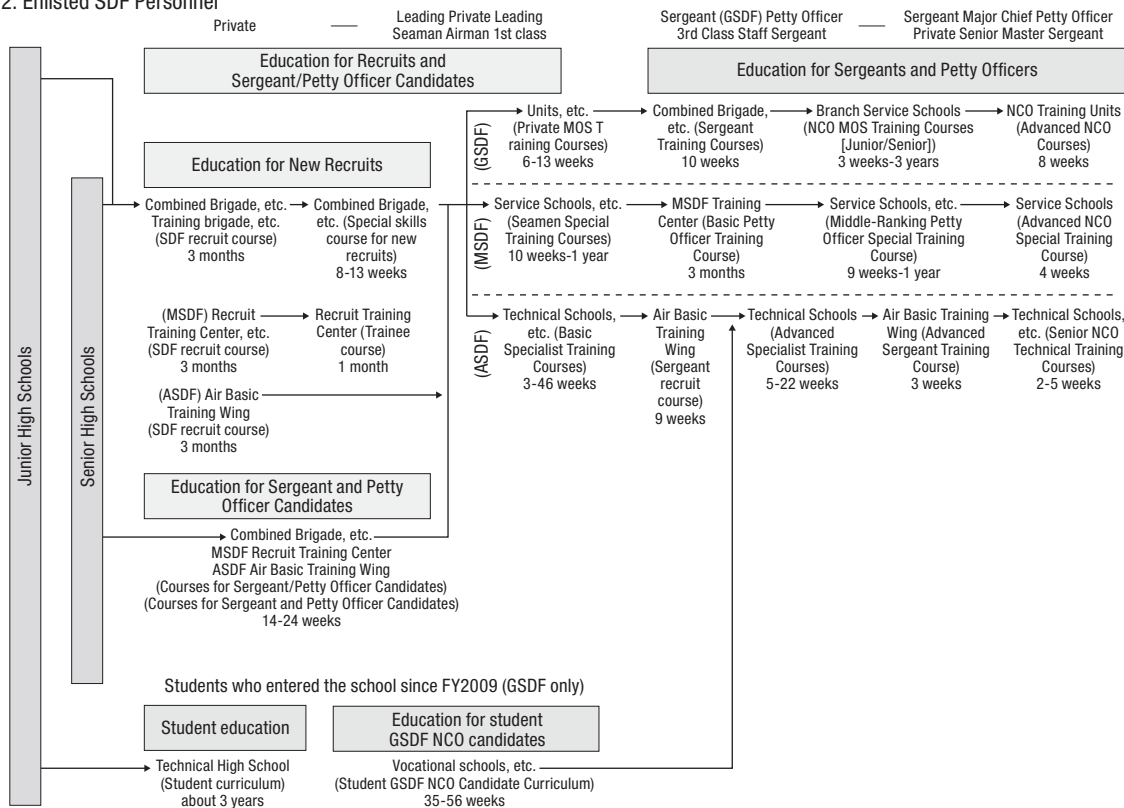 2. Enlisted SDF Personnel
Private
Leading Private Leading
Seaman Airman 1st class
Sergeant (GSDF) Petty Officer
3rd Class Staff Sergeant
Sergeant Major Chief Petty Officer
Private Senior Master Sergeant
Education for Recruits and
Sergeant/Petty Officer Candidates
Education for Sergeants and Petty Officers
Junior High Schools
Senior High Schools
Education for New Recruits
Combined Brigade, etc.
Training brigade, etc.
(SDF recruit course)
3 months
Combined Brigade,
etc. (Special skills
course for new
recruits)
8-13 weeks
(MSDF) Recruit
Training Center, etc.
(SDF recruit course)
3 months
Recruit Training
Center (Trainee
course)
1 month
(ASDF) Air Basic
Training Wing
(SDF recruit course)
3 months
(GSDF)
Units, etc.
(Private MOS T
raining Courses)
6-13 weeks
Combined Brigade,
etc. (Sergeant
Training Courses)
10 weeks
Branch Service Schools
(NCO MOS Training Courses
[Junior/Senior])
3 weeks-3 years
NCO Training Units
(Advanced NCO
Courses)
8 weeks
(MSDF)
Service Schools, etc.
(Seamen Special
Training Courses)
10 weeks-1 year
MSDF Training
Center (Basic Petty
Officer Training
Course)
3 months
Service Schools, etc.
(Middle-Ranking Petty
Officer Special Training
Course)
9 weeks-1 year
Service Schools
(Advanced NCO
Special Training
Course)
4 weeks
(ASDF)
Technical Schools,
etc. (Basic
Specialist Training
Courses)
3-46 weeks
Air Basic
Training
Wing
(Sergeant
recruit
course)
9 weeks
Technical Schools
(Advanced
Specialist Training
Courses)
5-22 weeks
Air Basic Training
Wing (Advanced
Sergeant Training
Course)
3 weeks
Technical Schools,
etc. (Senior NCO
Technical Training
Courses)
2-5 weeks
Education for Sergeant and Petty
Officer Candidates
Combined Brigade, etc.
MSDF Recruit Training Center
ASDF Air Basic Training Wing
(Courses for Sergeant/Petty Officer Candidates)
(Courses for Sergeant and Petty Officer Candidates)
14-24 weeks
Students who entered the school since FY2009 (GSDF only)
Student education
Education for student
GSDF NCO candidates
Technical High School
(Student curriculum)
about 3 years
Vocational schools, etc.
(Student GSDF NCO Candidate Curriculum)
35-56 weeks